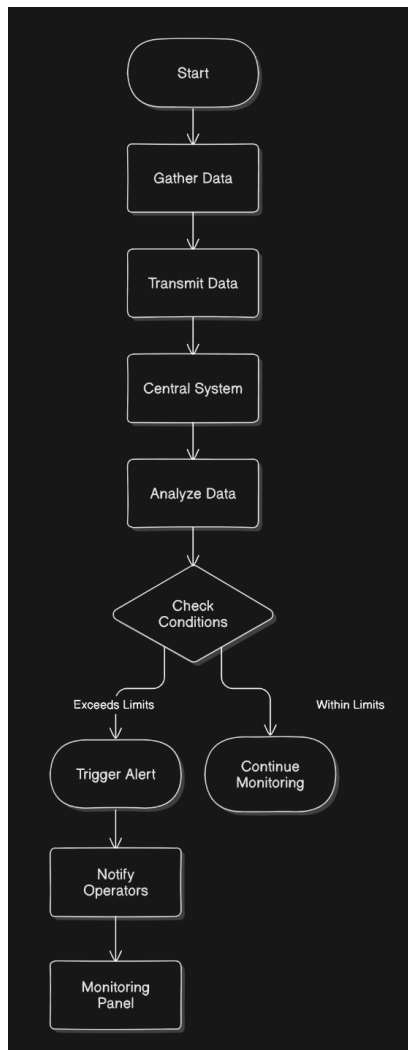 Start
Gather Data
Transmit Data
Central System
Analyze Data
Check
Conditions
Exceeds Limits
Within Limits
Trigger Alert
Continue
Monitoring
Notify
Operators
Monitoring
Panel